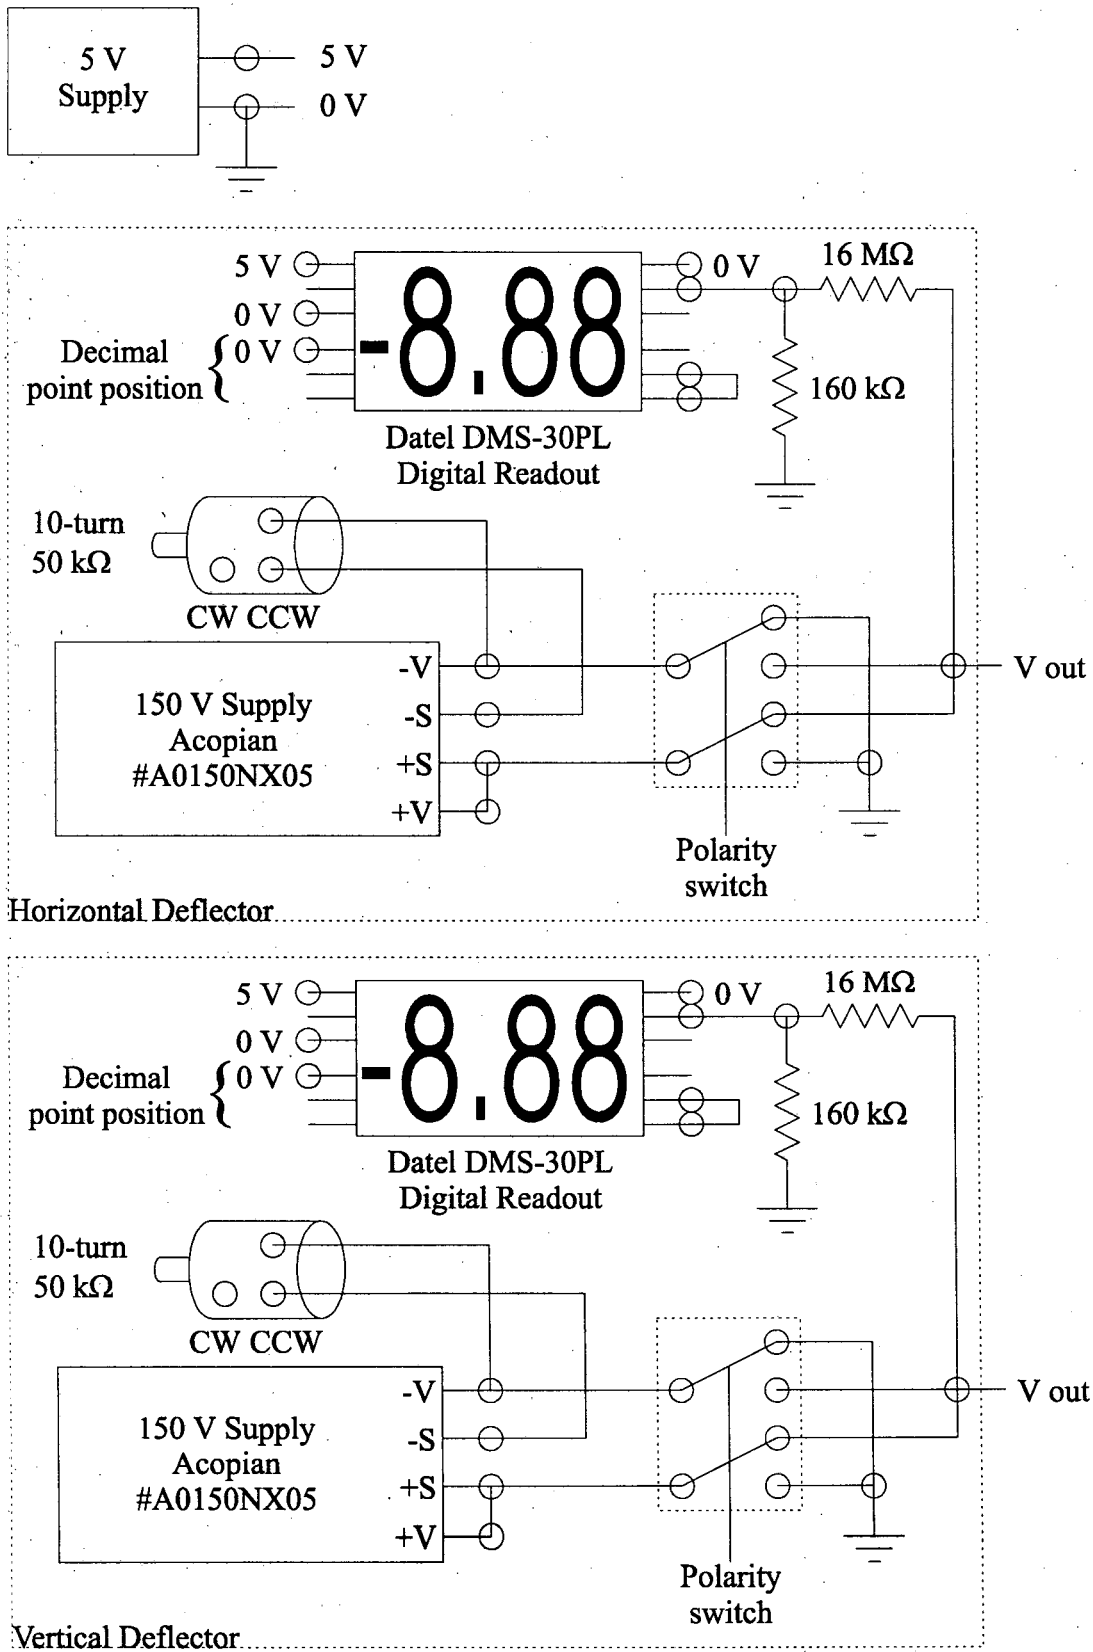 5 V
Supply
5 V
0 V
5 V
0 V
0 V
Decimal
point position
-8.88
0 V
16 MΩ
160 kΩ
Datel DMS-30PL
Digital Readout
10-turn
50 kΩ
CW CCW
150 V Supply
Acopian
#A0150NX05
-V
-S
+S
+V
V out
Polarity
switch
Horizontal Deflector
5 V
0 V
0 V
Decimal
point position
-8.88
0 V
16 MΩ
160 kΩ
Datel DMS-30PL
Digital Readout
10-turn
50 kΩ
CW CCW
150 V Supply
Acopian
#A0150NX05
-V
-S
+S
+V
V out
Polarity
switch
Vertical Deflector